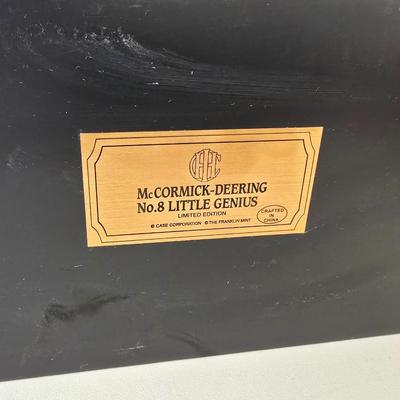 IHC
McCORMICK-DEERING
No.8 LITTLE GENIUS
LIMITED EDITION
© CASE CORPORATION © THE FRANKLIN MINT
CRAFTED
IN
CHINA